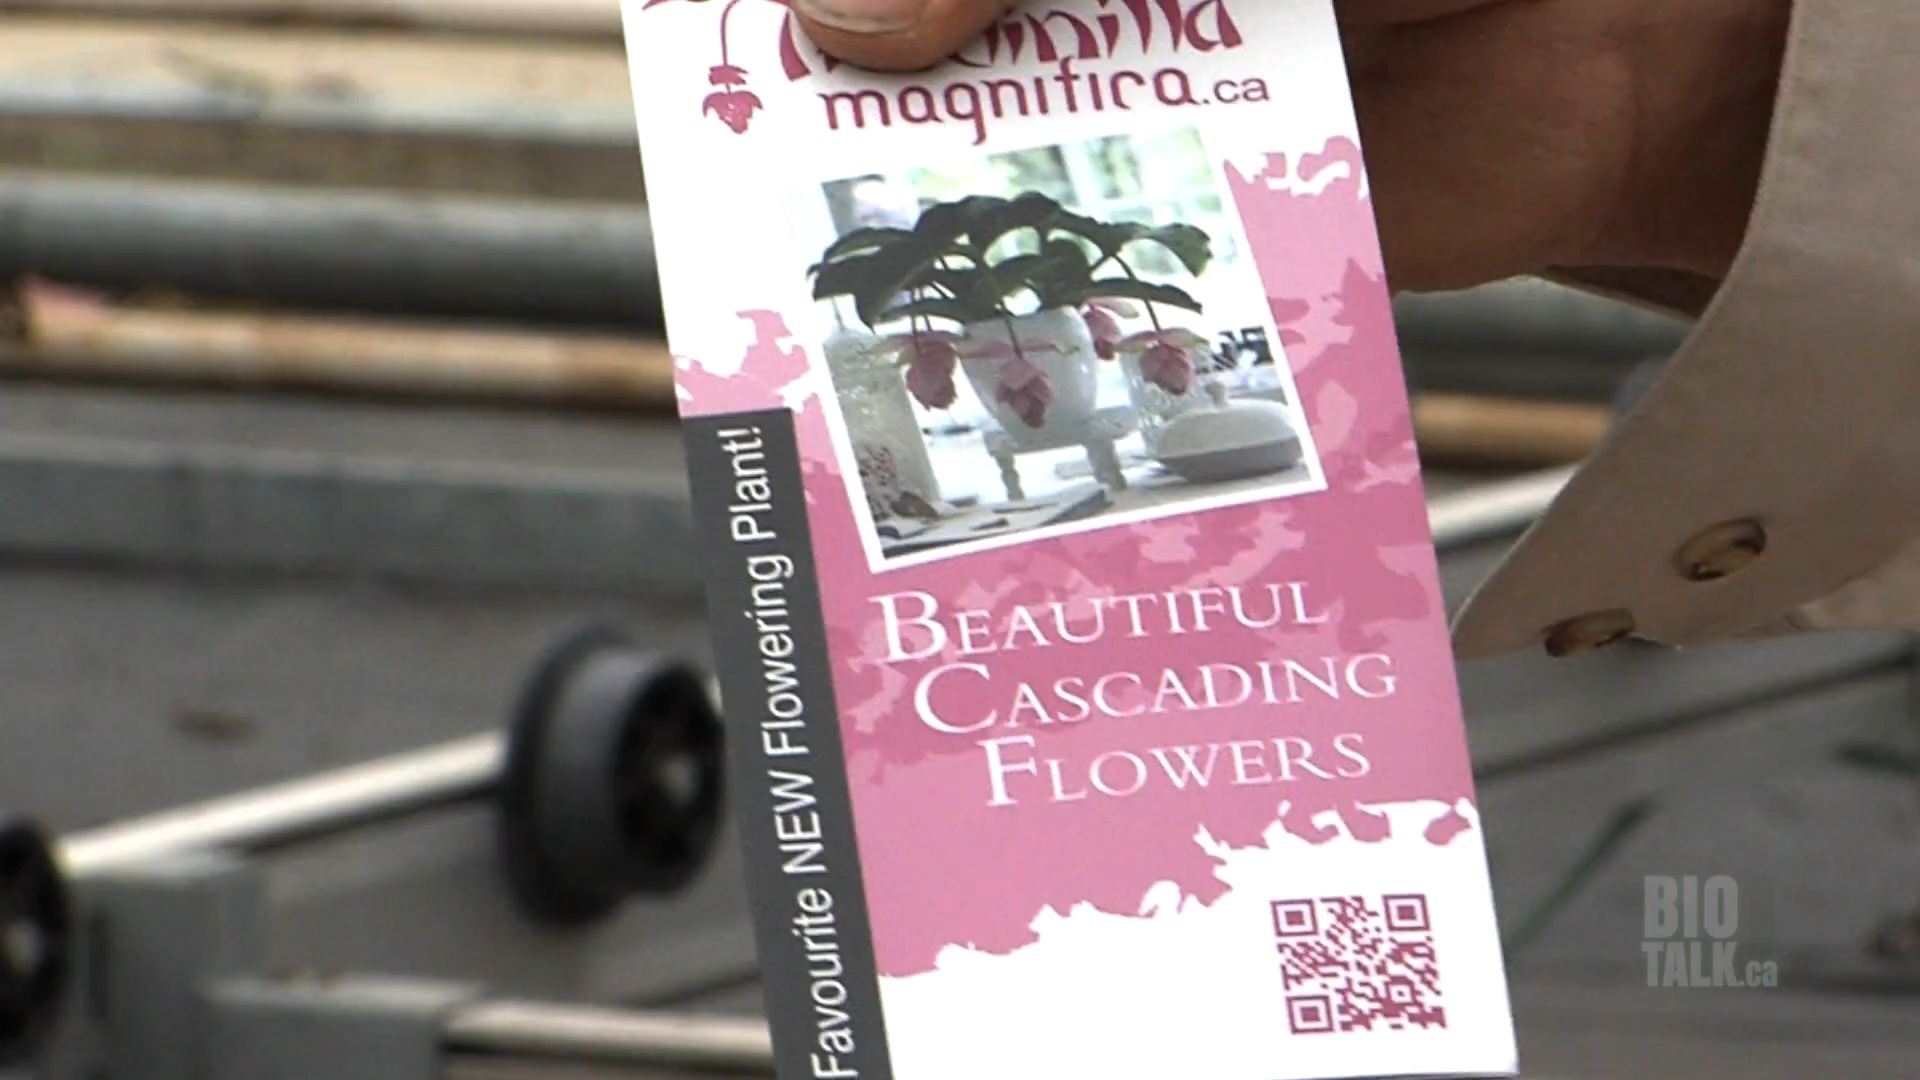 magnifica.ca
Favourite NEW Flowering Plant!
BEAUTIFUL
CASCADING
FLOWERS
BIO
TALK.ca